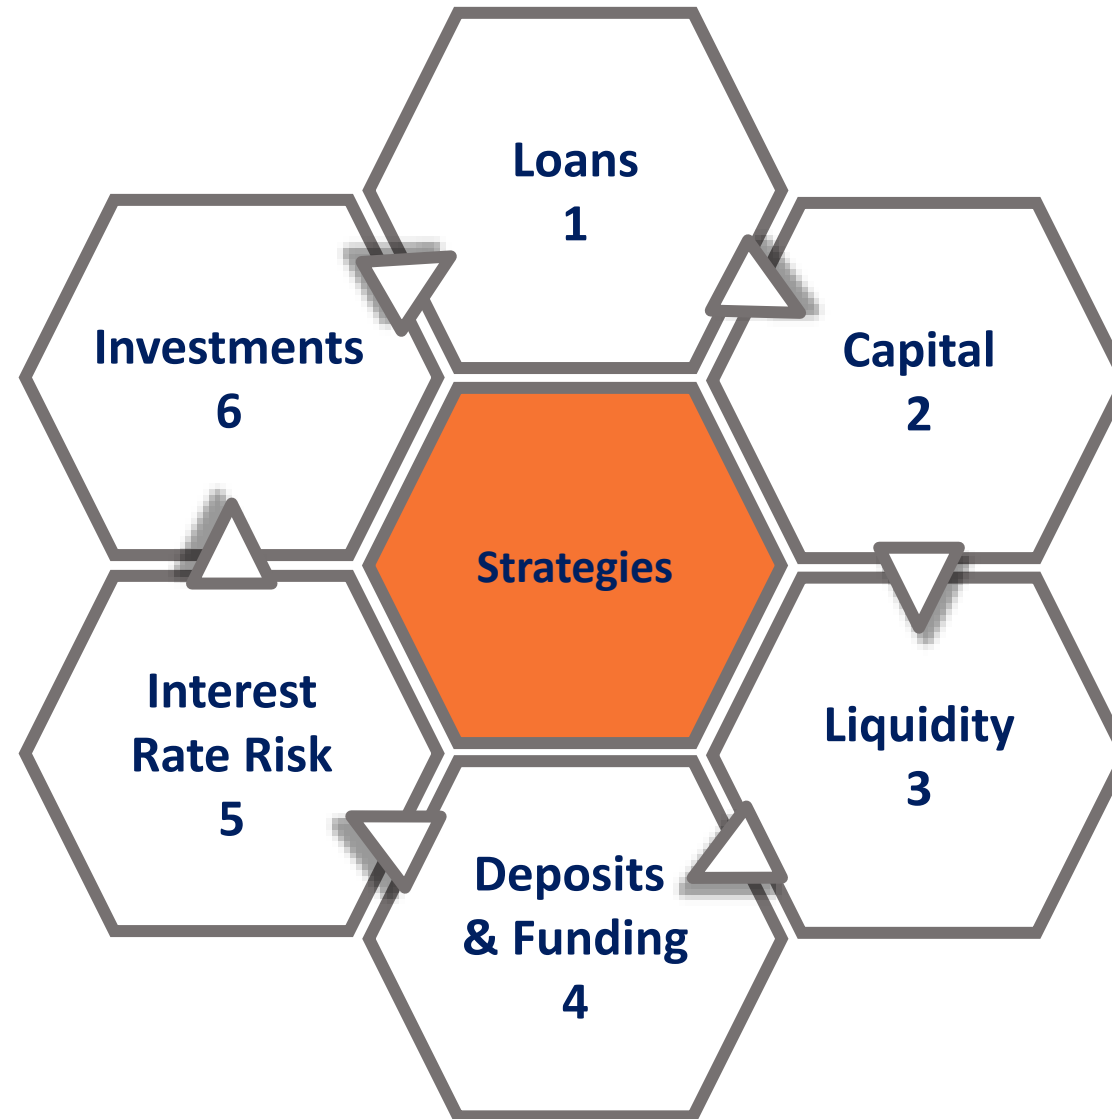 Loans
1
Capital
2
Liquidity
3
Deposits
& Funding
4
Interest
Rate Risk
5
Investments
6
Strategies